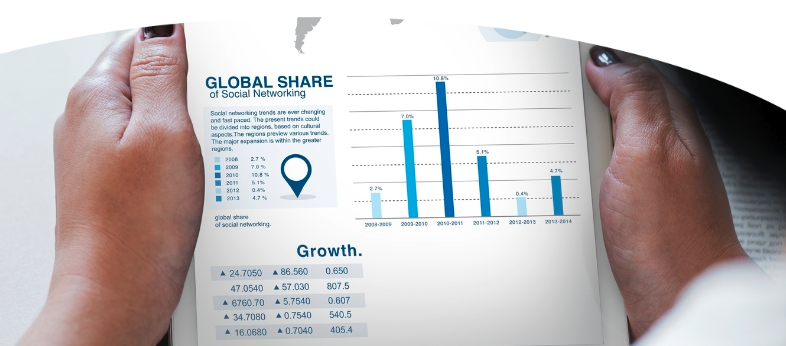 GLOBAL SHARE
of Social Networking
Social networking trends are ever changing
and fast paced. The present trends could
be divided into regions, based on cultural
aspects.The regions preview various trends.
The major expansion is within the greater
regions.
2008 2.7 %
2009 7.0 %
2010 10.8 %
2011 5.1%
2012 0.4%
2013 4.7 %
global share
of social networking.
10.8%
7.0%
5.1%
4.7%
2.7%
0.4%
2008-2009 2009-2010 2010-2011 2011-2012 2012-2013 2013-2014
Growth.
▲ 24.7050 ▲ 86.560 0.650
47.0540 ▲ 57.030 807.5
▲ 6760.70 ▲ 5.7540 0.607
▲ 34.7080 ▲ 0.7540 540.5
▲ 16.0680 ▲ 0.7040 405.4